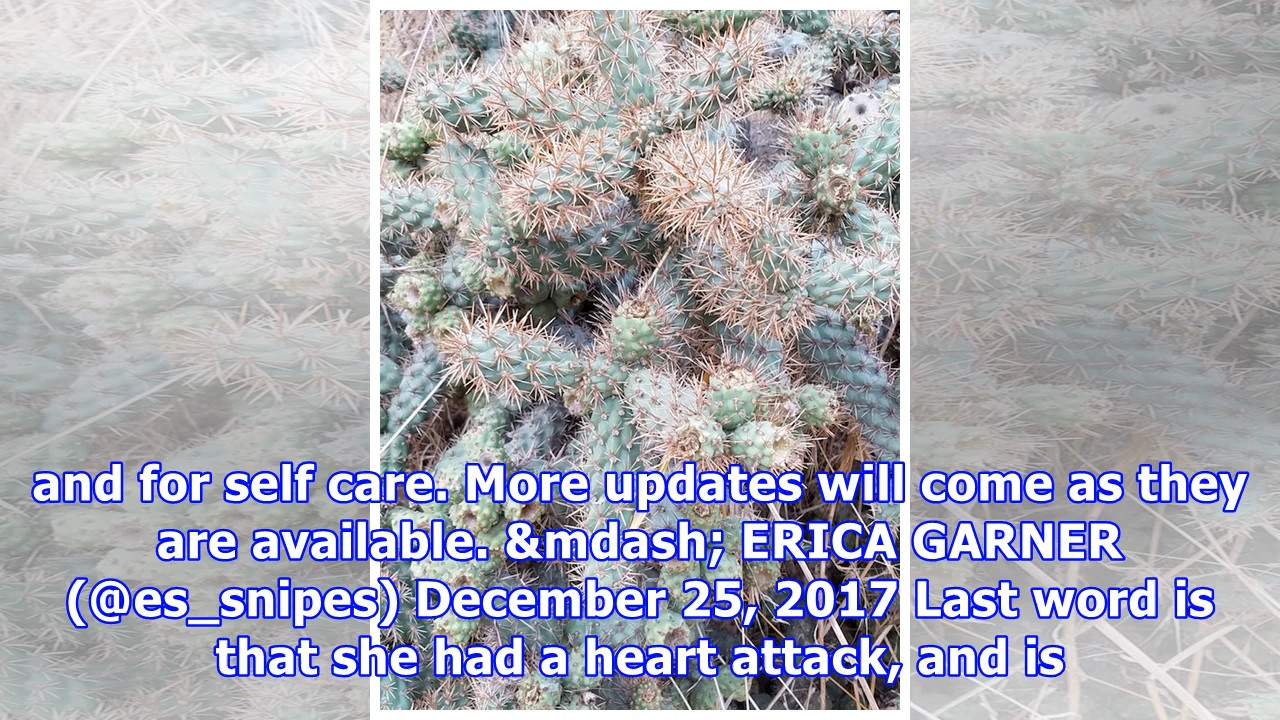 and for self care. More updates will come as they
are available. &mdash; ERICA GARNER
(@es_snipes) December 25, 2017 Last word is
that she had a heart attack, and is